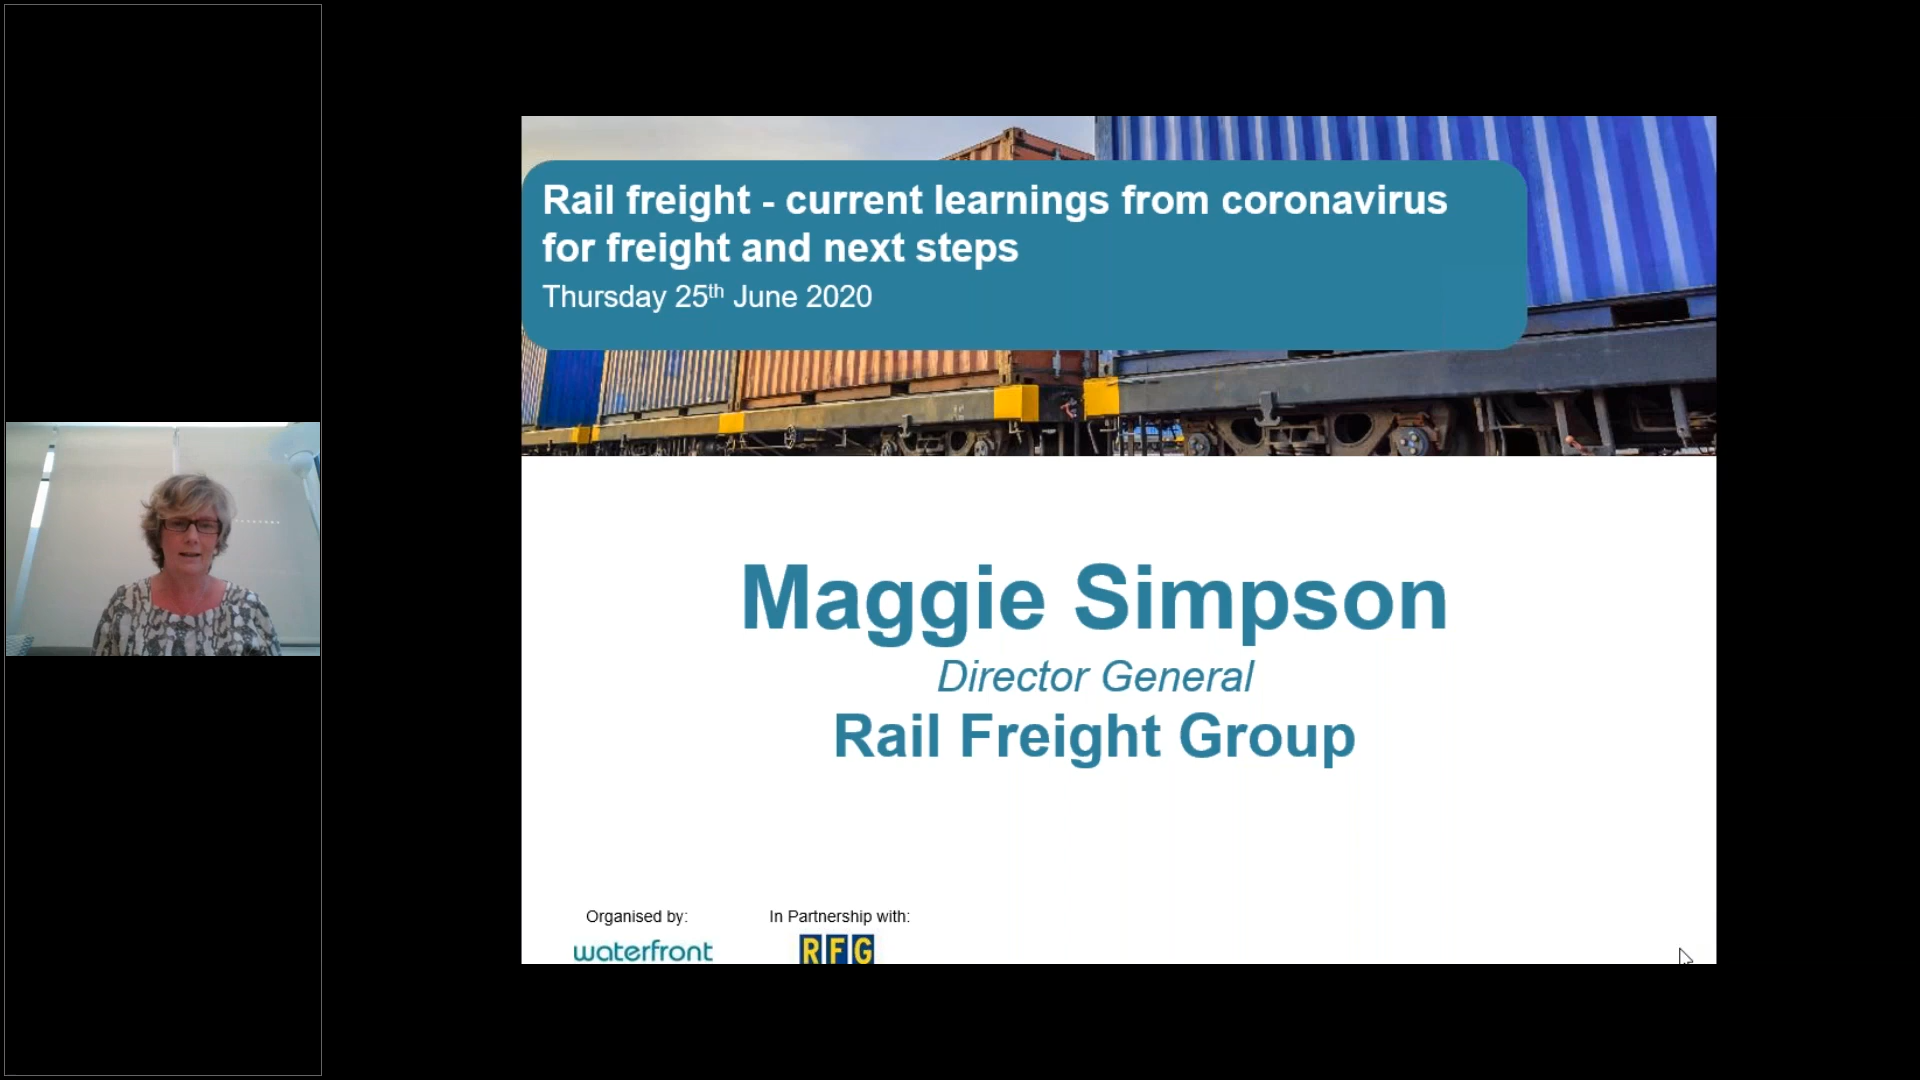 Rail freight - current learnings from coronavirus
for freight and next steps
Thursday 25th June 2020
Maggie Simpson
Director General
Rail Freight Group
Organised by:
In Partnership with:
waterfront
RFG